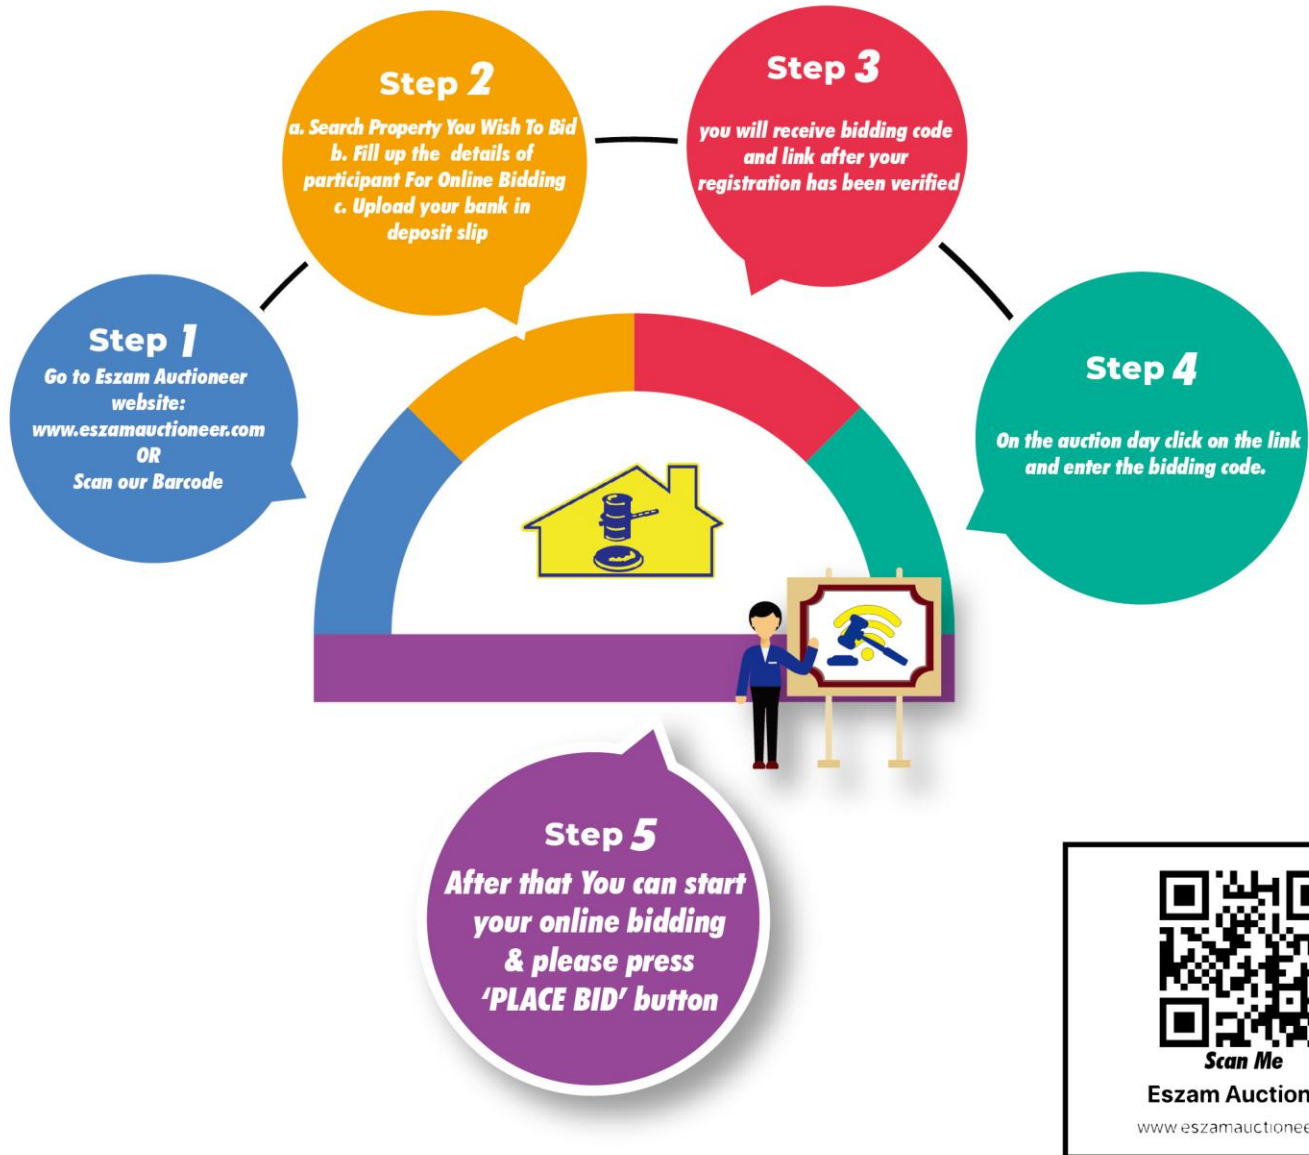 Step 1
Go to Eszam Auctioneer
website:
www.eszamauctioneer.com
OR
Scan our Barcode
Step 2
a. Search Property You Wish To Bid
b. Fill up the details of
participant For Online Bidding
c. Upload your bank in
deposit slip
Step 3
you will receive bidding code
and link after your
registration has been verified
Step 4
On the auction day click on the link
and enter the bidding code.
Step 5
After that You can start
your online bidding
& please press
‘PLACE BID’ button
Scan Me
Eszam Auction
www.eszamauctionee